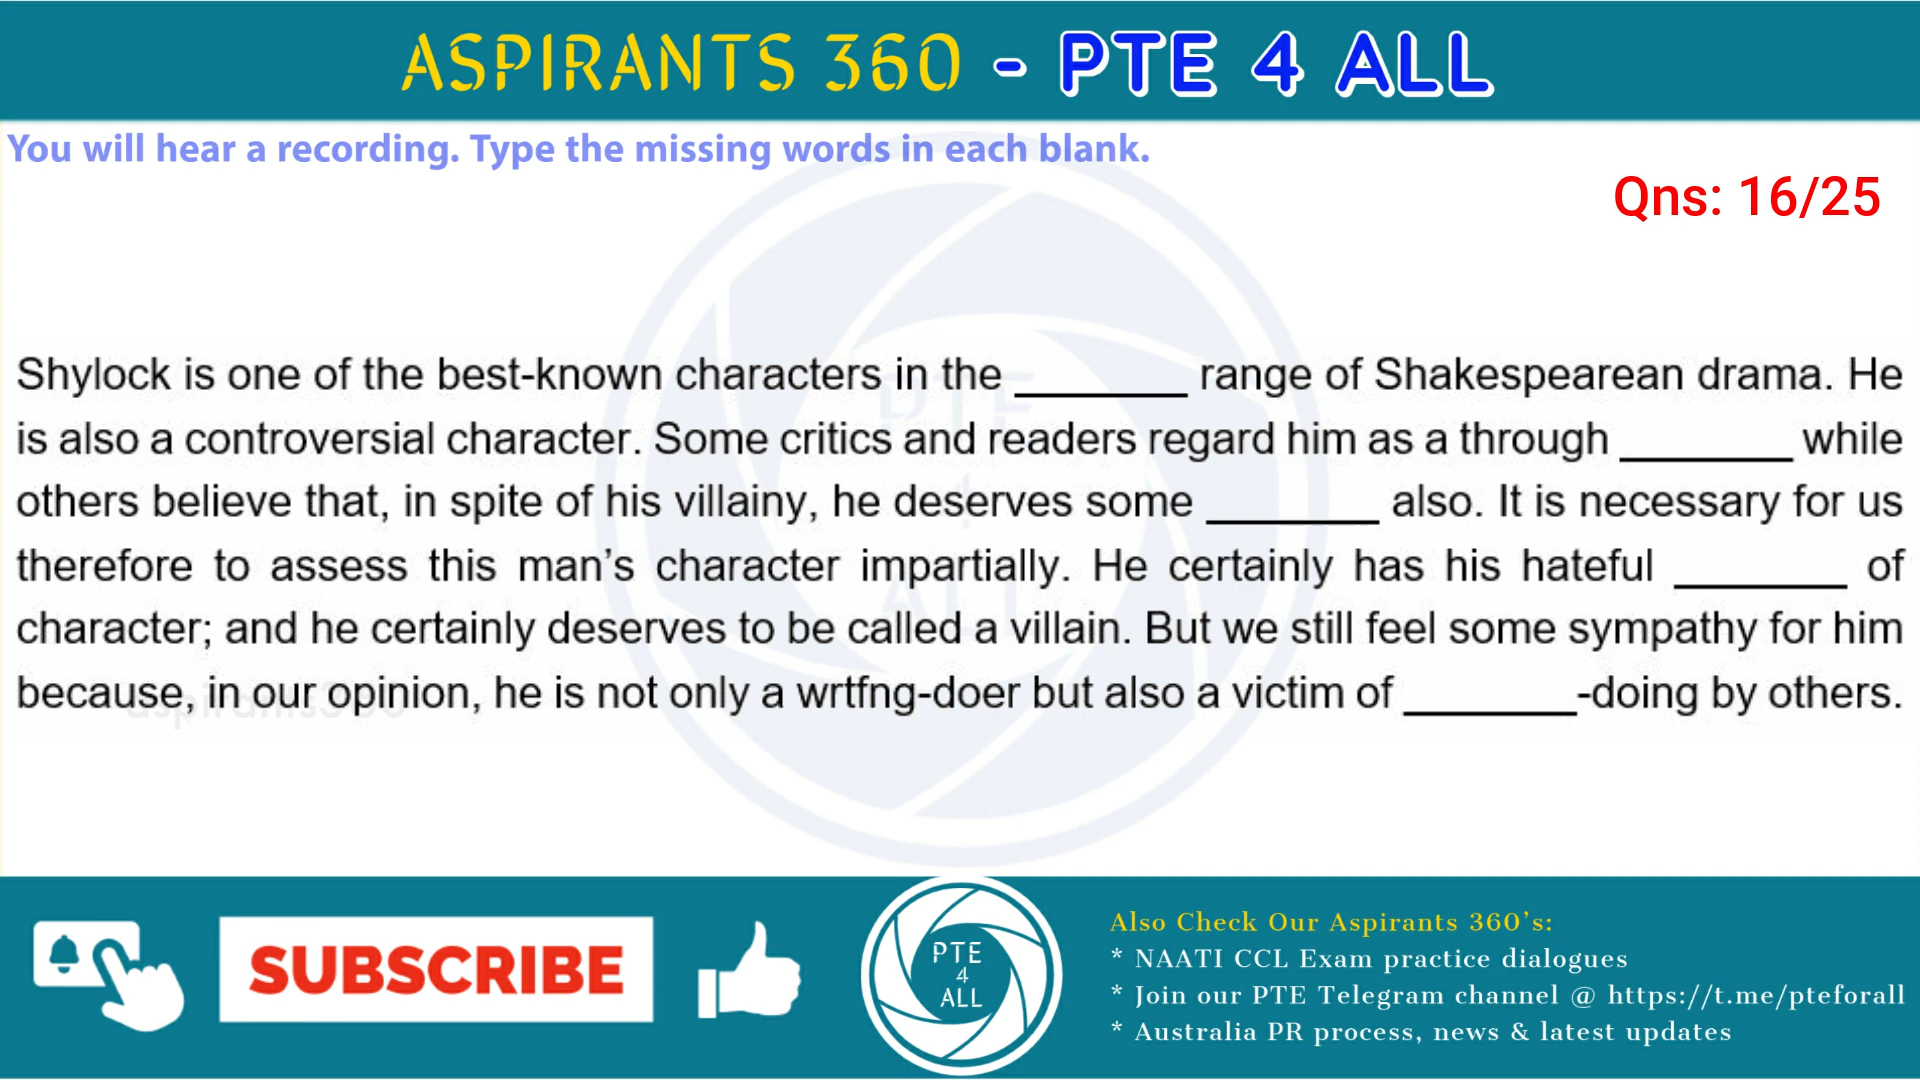 ASPIRANTS 360 - PTE 4 ALL
You will hear a recording. Type the missing words in each blank.
Qns: 16/25
Shylock is one of the best-known characters in the ________ range of Shakespearean drama. He
is also a controversial character. Some critics and readers regard him as a through ________ while
others believe that, in spite of his villainy, he deserves some ________ also. It is necessary for us
therefore to assess this man's character impartially. He certainly has his hateful ________ of
character; and he certainly deserves to be called a villain. But we still feel some sympathy for him
because, in our opinion, he is not only a wrtfng-doer but also a victim of ________-doing by others.
aspirants360
PTE
4
ALL
SUBSCRIBE
PTE
4
ALL
Also Check Our Aspirants 360's:
* NAATI CCL Exam practice dialogues
* Join our PTE Telegram channel @ https://t.me/pteforall
* Australia PR process, news & latest updates